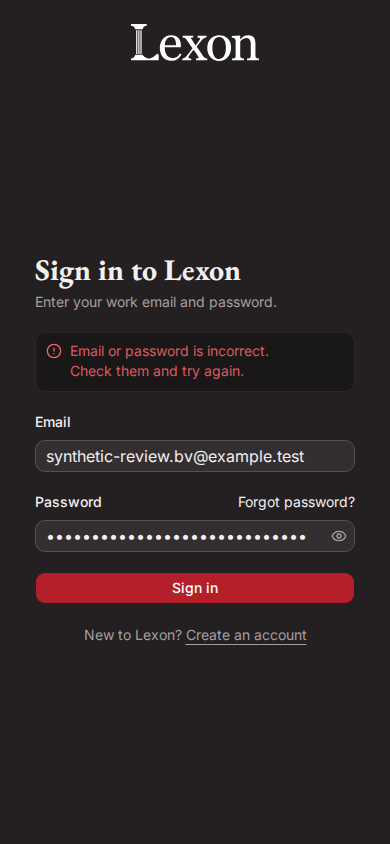 Lexon
Sign in to Lexon
Enter your work email and password.
Email or password is incorrect.
Check them and try again.
Email
synthetic-review.bv@example.test
Password
Forgot password?
•••••••••••••••••••••••••••••
Sign in
New to Lexon? Create an account